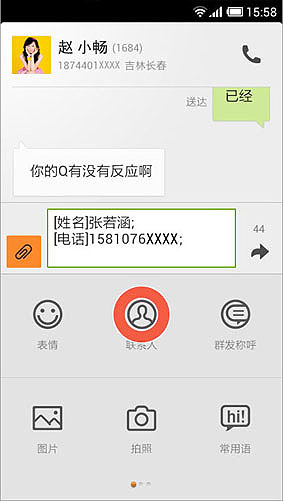 15:58
赵 小畅 (1684)
1874401XXXX 吉林长春
已经
送达
你的Q有没有反应啊
[姓名]张若涵;
[电话]1581076XXXX;
44
表情
联系人
群发称呼
图片
拍照
hi!
常用语